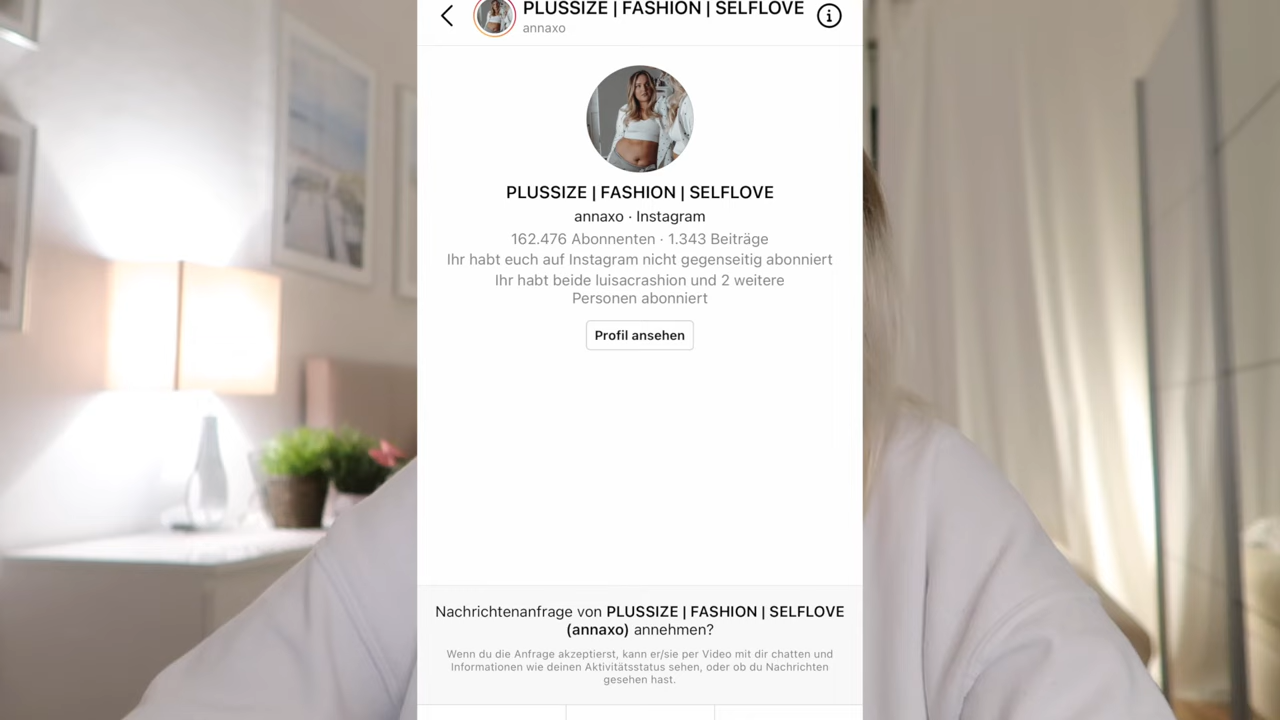 PLUSSIZE | FASHION | SELFLOVE
annaxo
PLUSSIZE | FASHION | SELFLOVE
annaxo · Instagram
162.476 Abonnenten · 1.343 Beiträge
Ihr habt euch auf Instagram nicht gegenseitig abonniert
Ihr habt beide luisacrashion und 2 weitere
Personen abonniert
Profil ansehen
Nachrichtenanfrage von PLUSSIZE | FASHION | SELFLOVE
(annaxo) annehmen?
Wenn du die Anfrage akzeptierst, kann er/sie per Video mit dir chatten und
Informationen wie deinen Aktivitätsstatus sehen, oder ob du Nachrichten
gesehen hast.